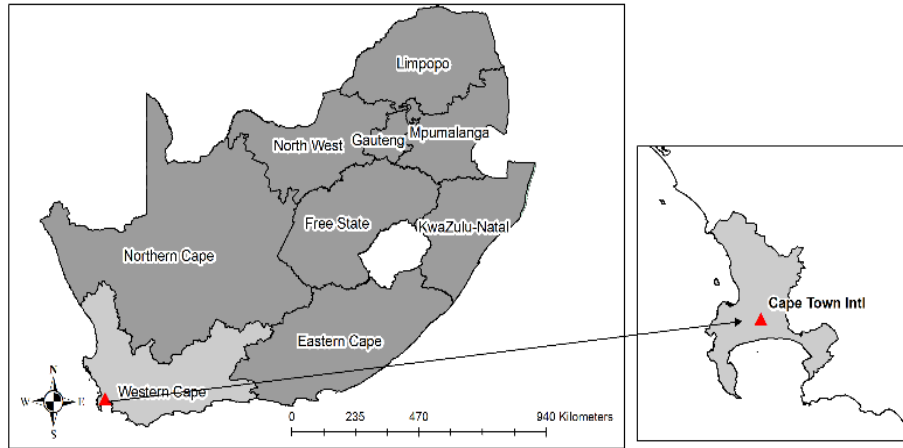 Limpopo
Mpumalanga
North West
Gauteng
Free State
KwaZulu-Natal
Northern Cape
Cape Town Intl
Eastern Cape
Western Cape
N
W E
S
0 235 470 940 Kilometers